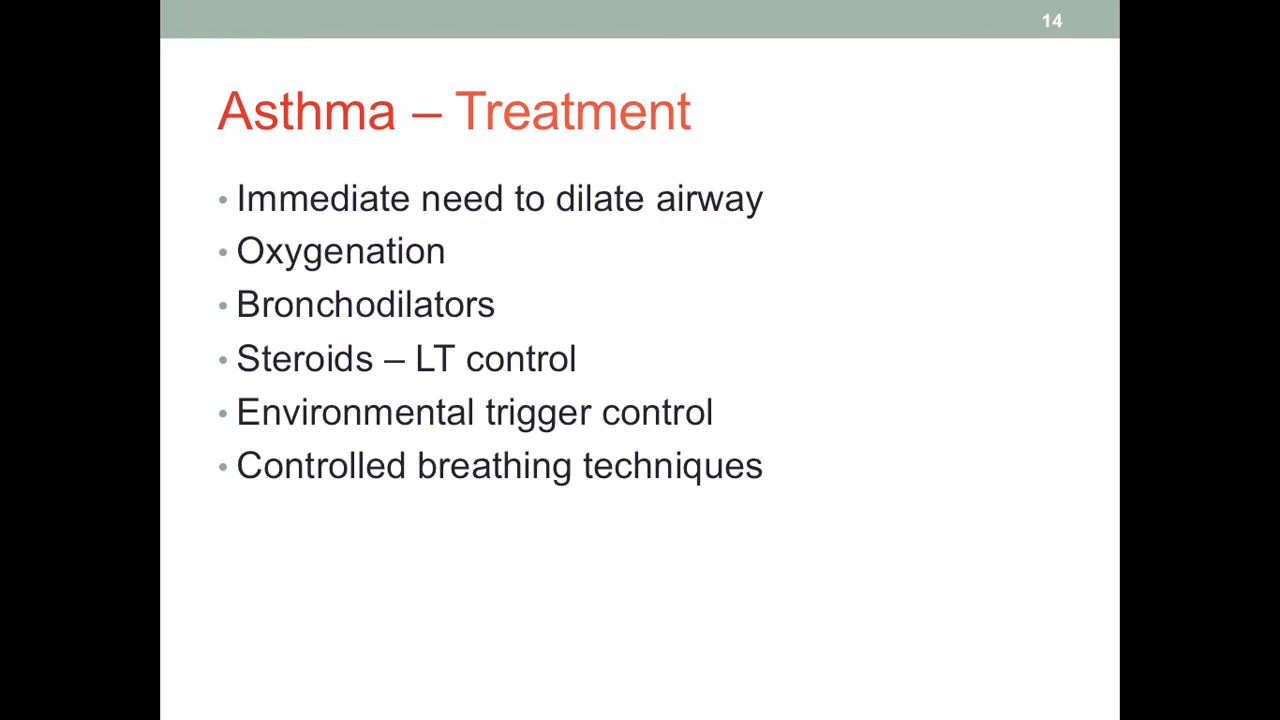 14
Asthma – Treatment
• Immediate need to dilate airway
• Oxygenation
• Bronchodilators
• Steroids – LT control
• Environmental trigger control
• Controlled breathing techniques